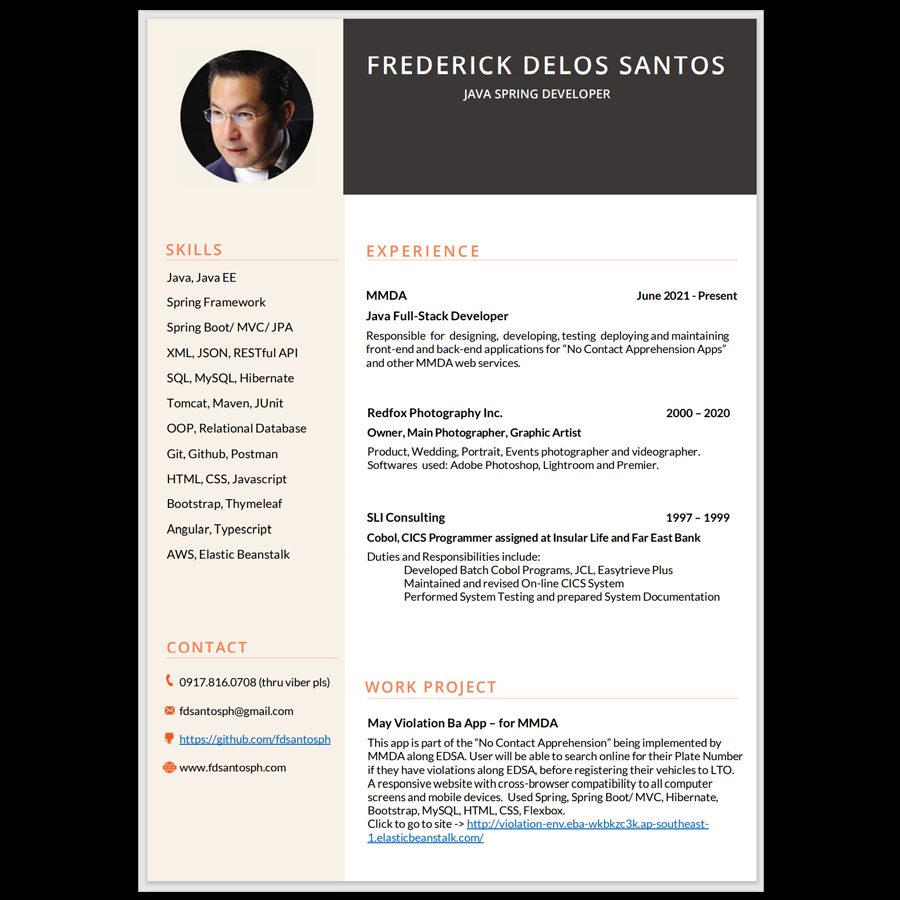 FREDERICK DELOS SANTOS
JAVA SPRING DEVELOPER
SKILLS
Java, Java EE
Spring Framework
Spring Boot/ MVC/ JPA
XML, JSON, RESTful API
SQL, MySQL, Hibernate
Tomcat, Maven, JUnit
OOP, Relational Database
Git, Github, Postman
HTML, CSS, Javascript
Bootstrap, Thymeleaf
Angular, Typescript
AWS, Elastic Beanstalk
CONTACT
0917.816.0708 (thru viber pls)
fdsantosph@gmail.com
https://github.com/fdsantosph
www.fdsantosph.com
EXPERIENCE
MMDA June 2021 - Present
Java Full-Stack Developer
Responsible for designing, developing, testing deploying and maintaining
front-end and back-end applications for “No Contact Apprehension Apps”
and other MMDA web services.
Redfox Photography Inc. 2000 – 2020
Owner, Main Photographer, Graphic Artist
Product, Wedding, Portrait, Events photographer and videographer.
Softwares used: Adobe Photoshop, Lightroom and Premier.
SLI Consulting 1997 – 1999
Cobol, CICS Programmer assigned at Insular Life and Far East Bank
Duties and Responsibilities include:
Developed Batch Cobol Programs, JCL, Easytrieve Plus
Maintained and revised On-line CICS System
Performed System Testing and prepared System Documentation
WORK PROJECT
May Violation Ba App – for MMDA
This app is part of the “No Contact Apprehension” being implemented by
MMDA along EDSA. User will be able to search online for their Plate Number
if they have violations along EDSA, before registering their vehicles to LTO.
A responsive website with cross-browser compatibility to all computer
screens and mobile devices. Used Spring, Spring Boot/ MVC, Hibernate,
Bootstrap, MySQL, HTML, CSS, Flexbox.
Click to go to site -> http://violation-env.eba-wkbkzc3k.ap-southeast-
1.elasticbeanstalk.com/